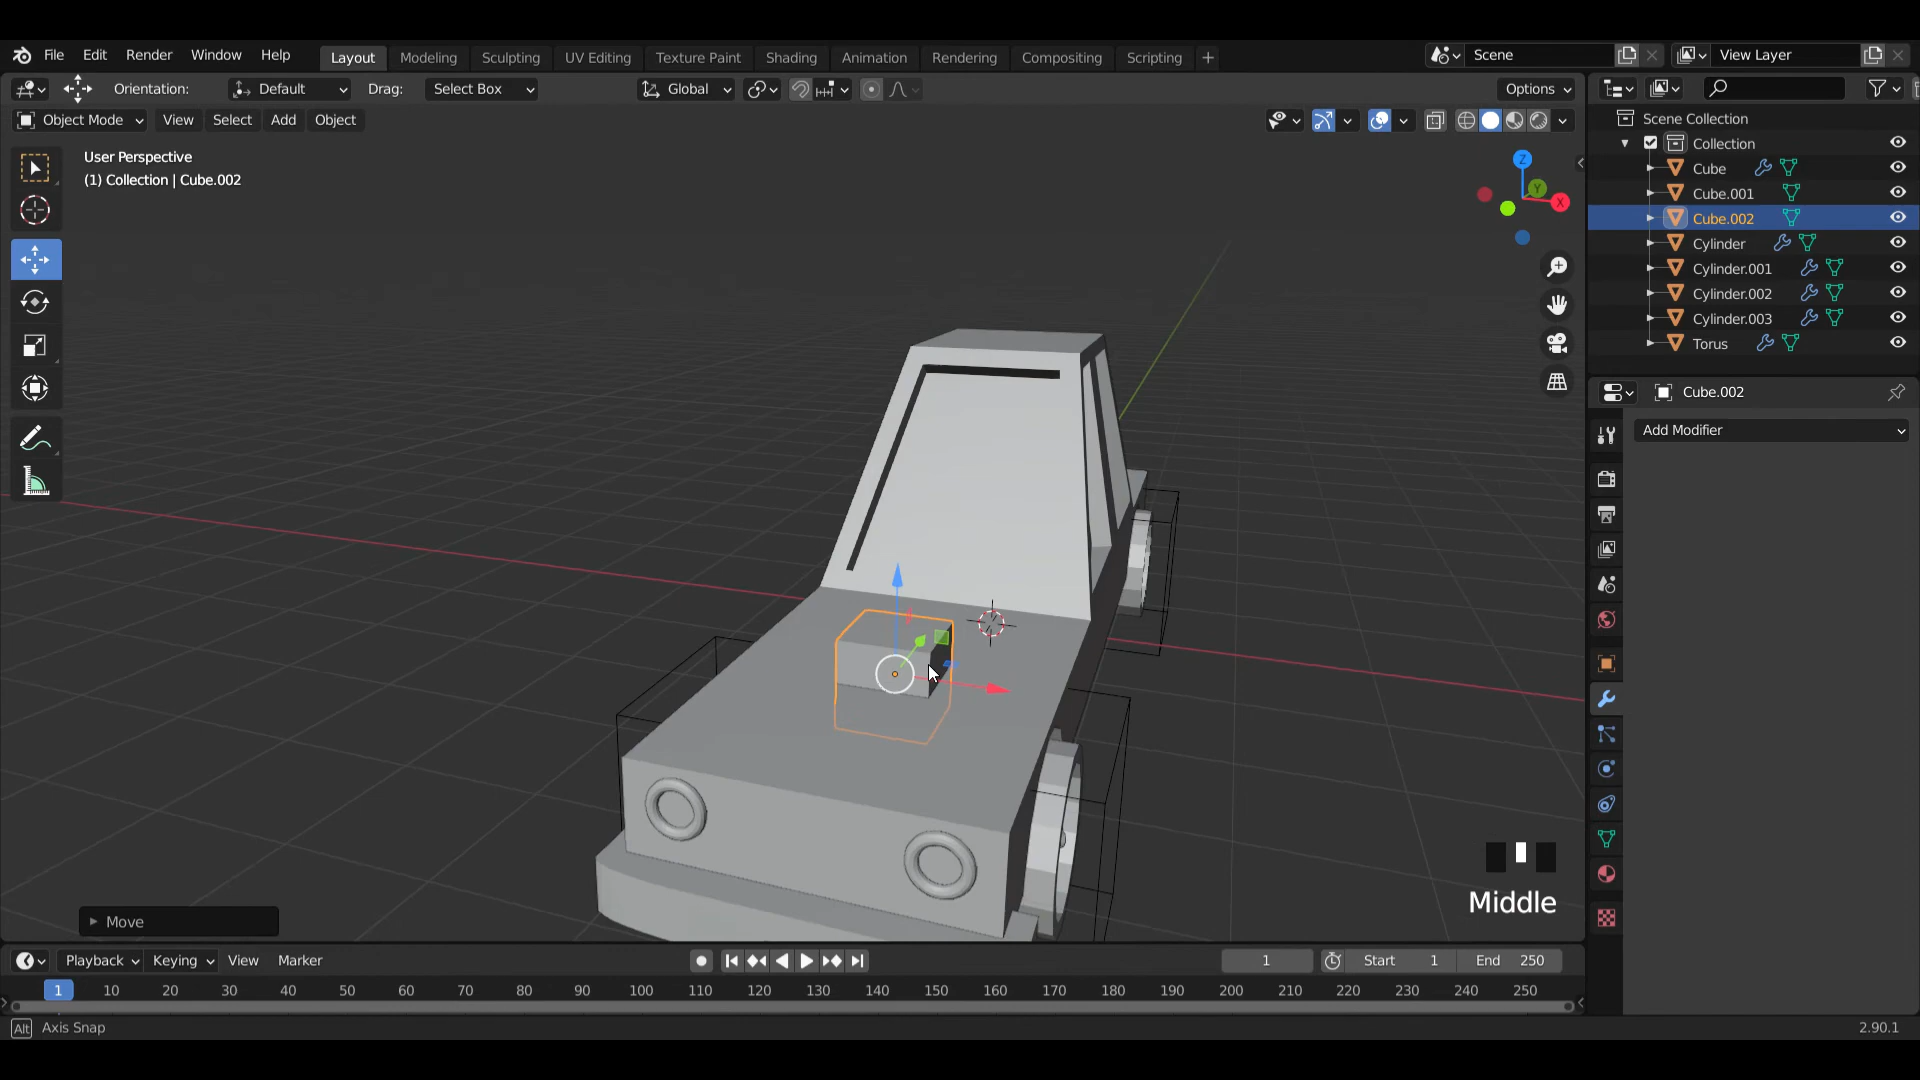 File Edit Render Window Help Layout Modeling Sculpting UV Editing Texture Paint Shading Animation Rendering Compositing Scripting + Scene View Layer
Orientation: Default Drag: Select Box Global Options
Object Mode View Select Add Object
User Perspective
(1) Collection | Cube.002
Z
Y
X
Scene Collection
Collection
Cube
Cube.001
Cube.002
Cylinder
Cylinder.001
Cylinder.002
Cylinder.003
Torus
Cube.002
Add Modifier
Middle
Move
Playback Keying View Marker 1 Start 1 End 250
1 10 20 30 40 50 60 70 80 90 100 110 120 130 140 150 160 170 180 190 200 210 220 230 240 250
Alt Axis Snap 2.90.1